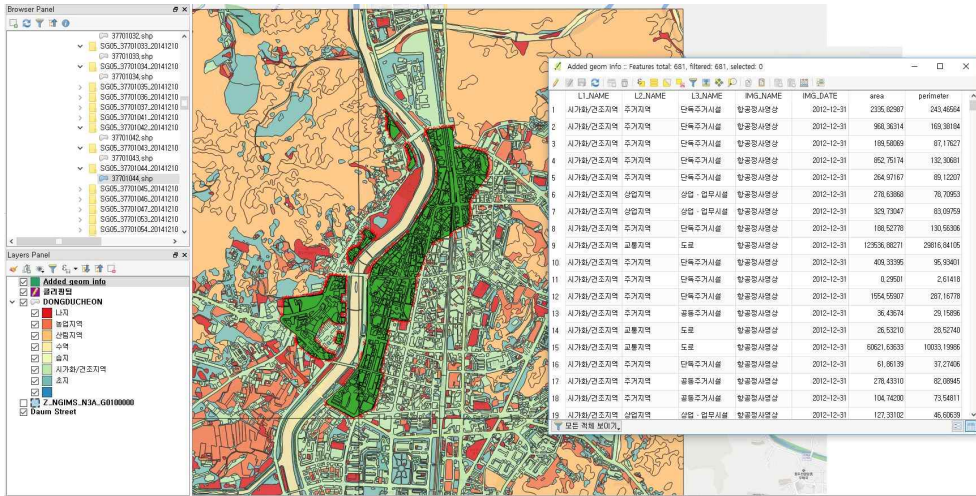 Browser Panel
37701032.shp
SG05_37701033_20141210
37701033.shp
SG05_37701034_20141210
37701034.shp
SG05_37701035_20141210
SG05_37701036_20141210
SG05_37701037_20141210
SG05_37701041_20141210
SG05_37701042_20141210
37701042.shp
SG05_37701043_20141210
37701043.shp
SG05_37701044_20141210
37701044.shp
SG05_37701045_20141210
SG05_37701046_20141210
SG05_37701047_20141210
SG05_37701053_20141210
SG05_37701054_20141210
Layers Panel
Added geom info
클리핑탑
DONGDUCHEON
나지
농업지역
산림지역
수역
습지
시가화/건조지역
초지
Z_NGIMS_N3A_G0100000
Daum Street
Added geom info :: Features total: 681, filtered: 681, selected: 0
L1_NAME L2_NAME L3_NAME IMG_NAME IMG_DATE area perimeter
1 시가화/건조지역 주거지역 단독주거시설 항공정사영상 2012-12-31 2335,82987 243,46564
2 시가화/건조지역 주거지역 단독주거시설 항공정사영상 2012-12-31 968,36314 169,38184
3 시가화/건조지역 주거지역 단독주거시설 항공정사영상 2012-12-31 189,58069 87,17627
4 시가화/건조지역 주거지역 단독주거시설 항공정사영상 2012-12-31 852,75174 132,30681
5 시가화/건조지역 주거지역 단독주거시설 항공정사영상 2012-12-31 264,97167 89,12207
6 시가화/건조지역 상업지역 상업 · 업무시설 항공정사영상 2012-12-31 278,63868 78,70953
7 시가화/건조지역 상업지역 상업 · 업무시설 항공정사영상 2012-12-31 329,73047 83,09759
8 시가화/건조지역 주거지역 단독주거시설 항공정사영상 2012-12-31 188,52778 130,56306
9 시가화/건조지역 교통지역 도로 항공정사영상 2012-12-31 123536,88271 29816,84105
10 시가화/건조지역 주거지역 단독주거시설 항공정사영상 2012-12-31 409,33395 95,93401
11 시가화/건조지역 주거지역 단독주거시설 항공정사영상 2012-12-31 0,29501 2,61418
12 시가화/건조지역 주거지역 단독주거시설 항공정사영상 2012-12-31 1554,55907 287,16778
13 시가화/건조지역 주거지역 공동주거시설 항공정사영상 2012-12-31 36,43674 29,15896
14 시가화/건조지역 교통지역 도로 항공정사영상 2012-12-31 26,53210 28,52740
15 시가화/건조지역 교통지역 도로 항공정사영상 2012-12-31 60621,63633 10033,19986
16 시가화/건조지역 주거지역 단독주거시설 항공정사영상 2012-12-31 61,86139 37,27406
17 시가화/건조지역 주거지역 공동주거시설 항공정사영상 2012-12-31 278,43310 82,08945
18 시가화/건조지역 주거지역 공동주거시설 항공정사영상 2012-12-31 104,74200 73,54811
19 시가화/건조지역 상업지역 상업 · 업무시설 항공정사영상 2012-12-31 127,33102 46,60639
모든 객체 보이기